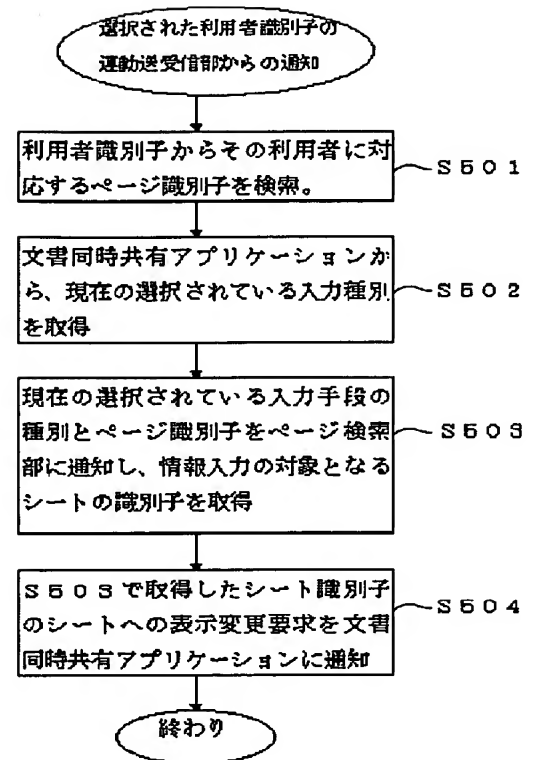 選択された利用者識別子の
運動送受信部からの通知
利用者識別子からその利用者に対
応するページ識別子を検索。
S501
文書同時共有アプリケーションか
ら、現在の選択されている入力種別
を取得
S502
現在の選択されている入力手段の
種別とページ識別子をページ検索
部に通知し、情報入力の対象となる
シートの識別子を取得
S503
S503で取得したシート識別子
のシートへの表示変更要求を文書
同時共有アプリケーションに通知
S504
終わり